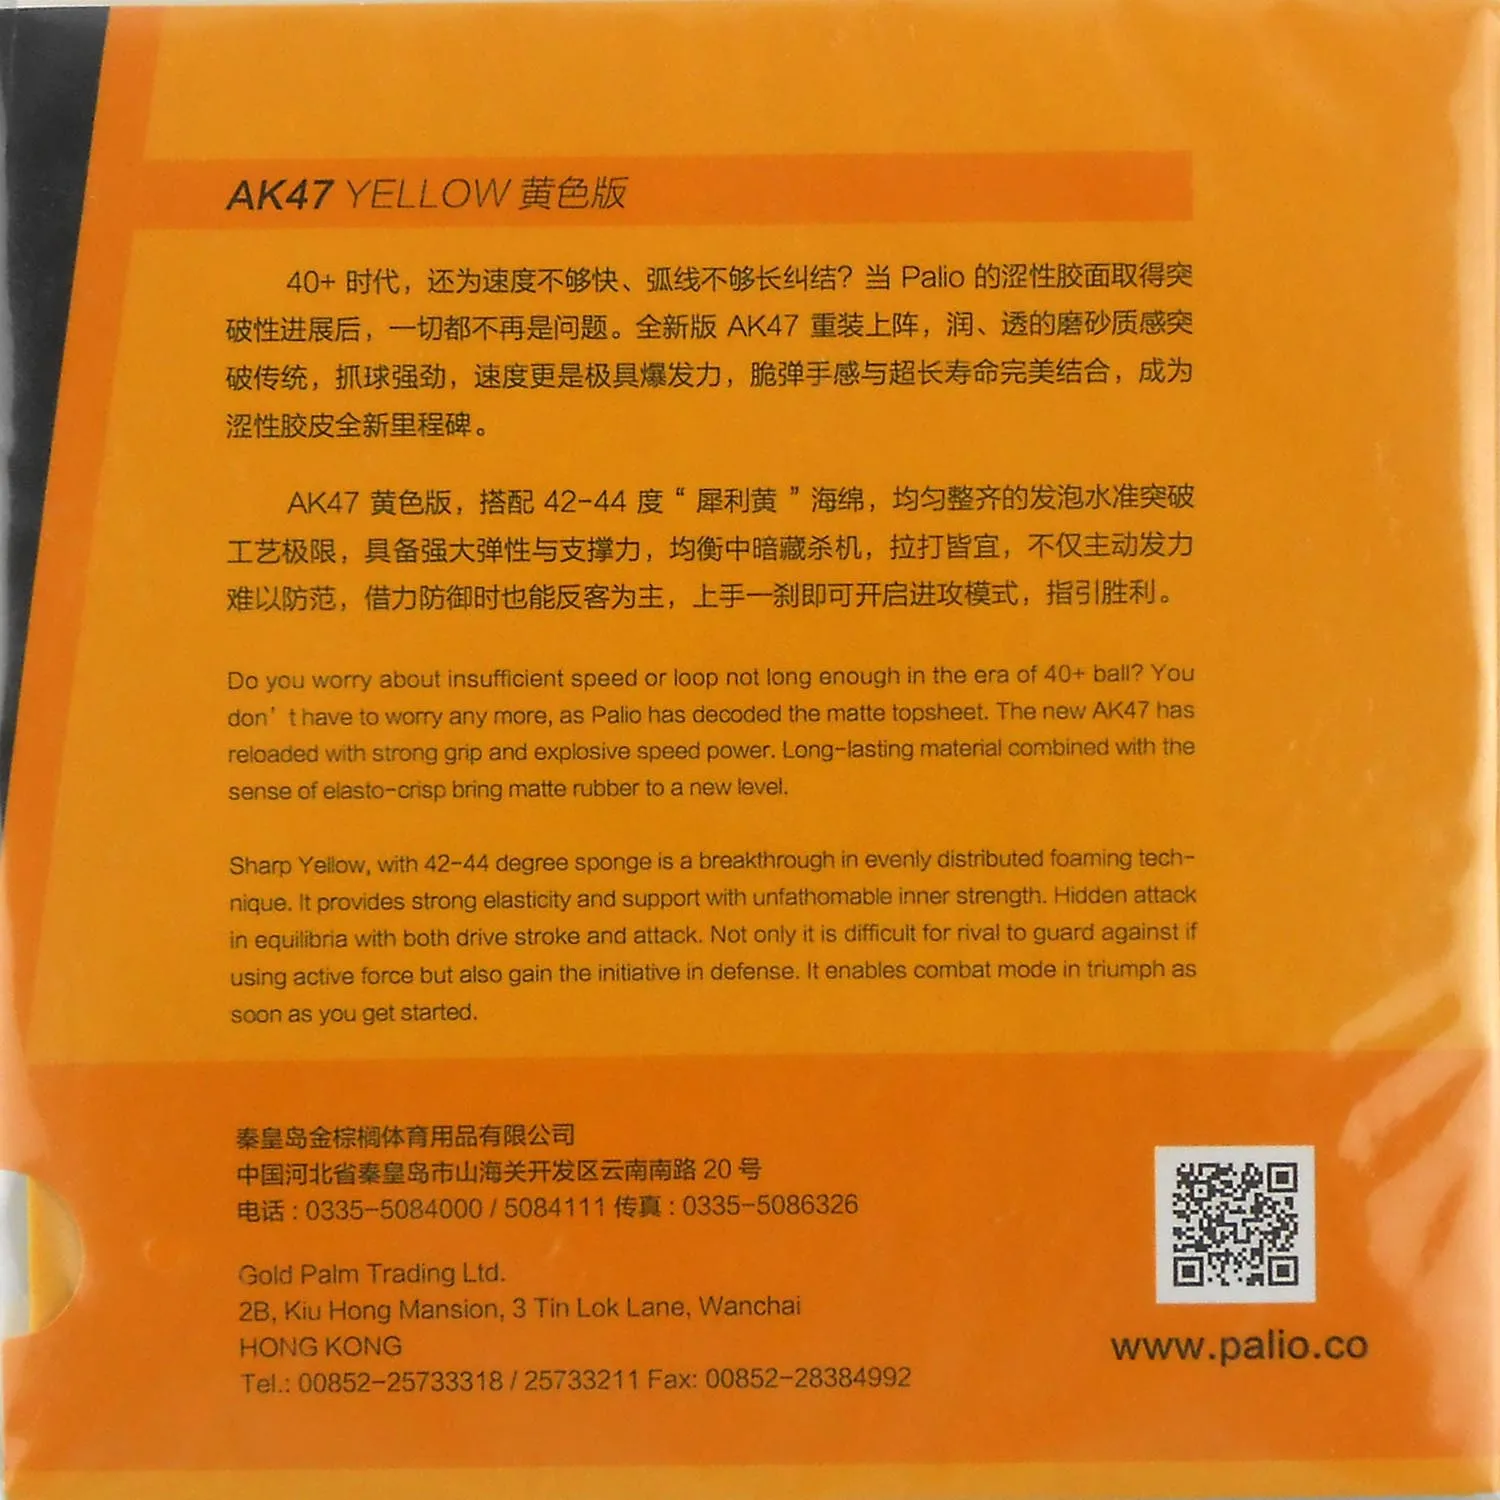 AK47 YELLOW 黄色版
40+ 时代，还为速度不够快、弧线不够长纠结？当 Palio 的涩性胶面取得突
破性进展后，一切都不再是问题。全新版 AK47 重装上阵，润、透的磨砂质感突
破传统，抓球强劲，速度更是极具爆发力，脆弹手感与超长寿命完美结合，成为
涩性胶皮全新里程碑。
AK47 黄色版，搭配 42-44 度“犀利黄”海绵，均匀整齐的发泡水准突破
工艺极限，具备强大弹性与支撑力，均衡中暗藏杀机，拉打皆宜，不仅主动发力
难以防范，借力防御时也能反客为主，上手一刹即可开启进攻模式，指引胜利。
Do you worry about insufficient speed or loop not long enough in the era of 40+ ball? You
don't have to worry any more, as Palio has decoded the matte topsheet. The new AK47 has
reloaded with strong grip and explosive speed power. Long-lasting material combined with the
sense of elasto-crisp bring matte rubber to a new level.
Sharp Yellow, with 42-44 degree sponge is a breakthrough in evenly distributed foaming tech-
nique. It provides strong elasticity and support with unfathomable inner strength. Hidden attack
in equilibria with both drive stroke and attack. Not only it is difficult for rival to guard against if
using active force but also gain the initiative in defense. It enables combat mode in triumph as
soon as you get started.
秦皇岛金棕榈体育用品有限公司
中国河北省秦皇岛市山海关开发区云南南路 20 号
电话 : 0335-5084000 / 5084111 传真 : 0335-5086326
Gold Palm Trading Ltd.
2B, Kiu Hong Mansion, 3 Tin Lok Lane, Wanchai
HONG KONG
Tel.: 00852-25733318 / 25733211 Fax: 00852-28384992
www.palio.co